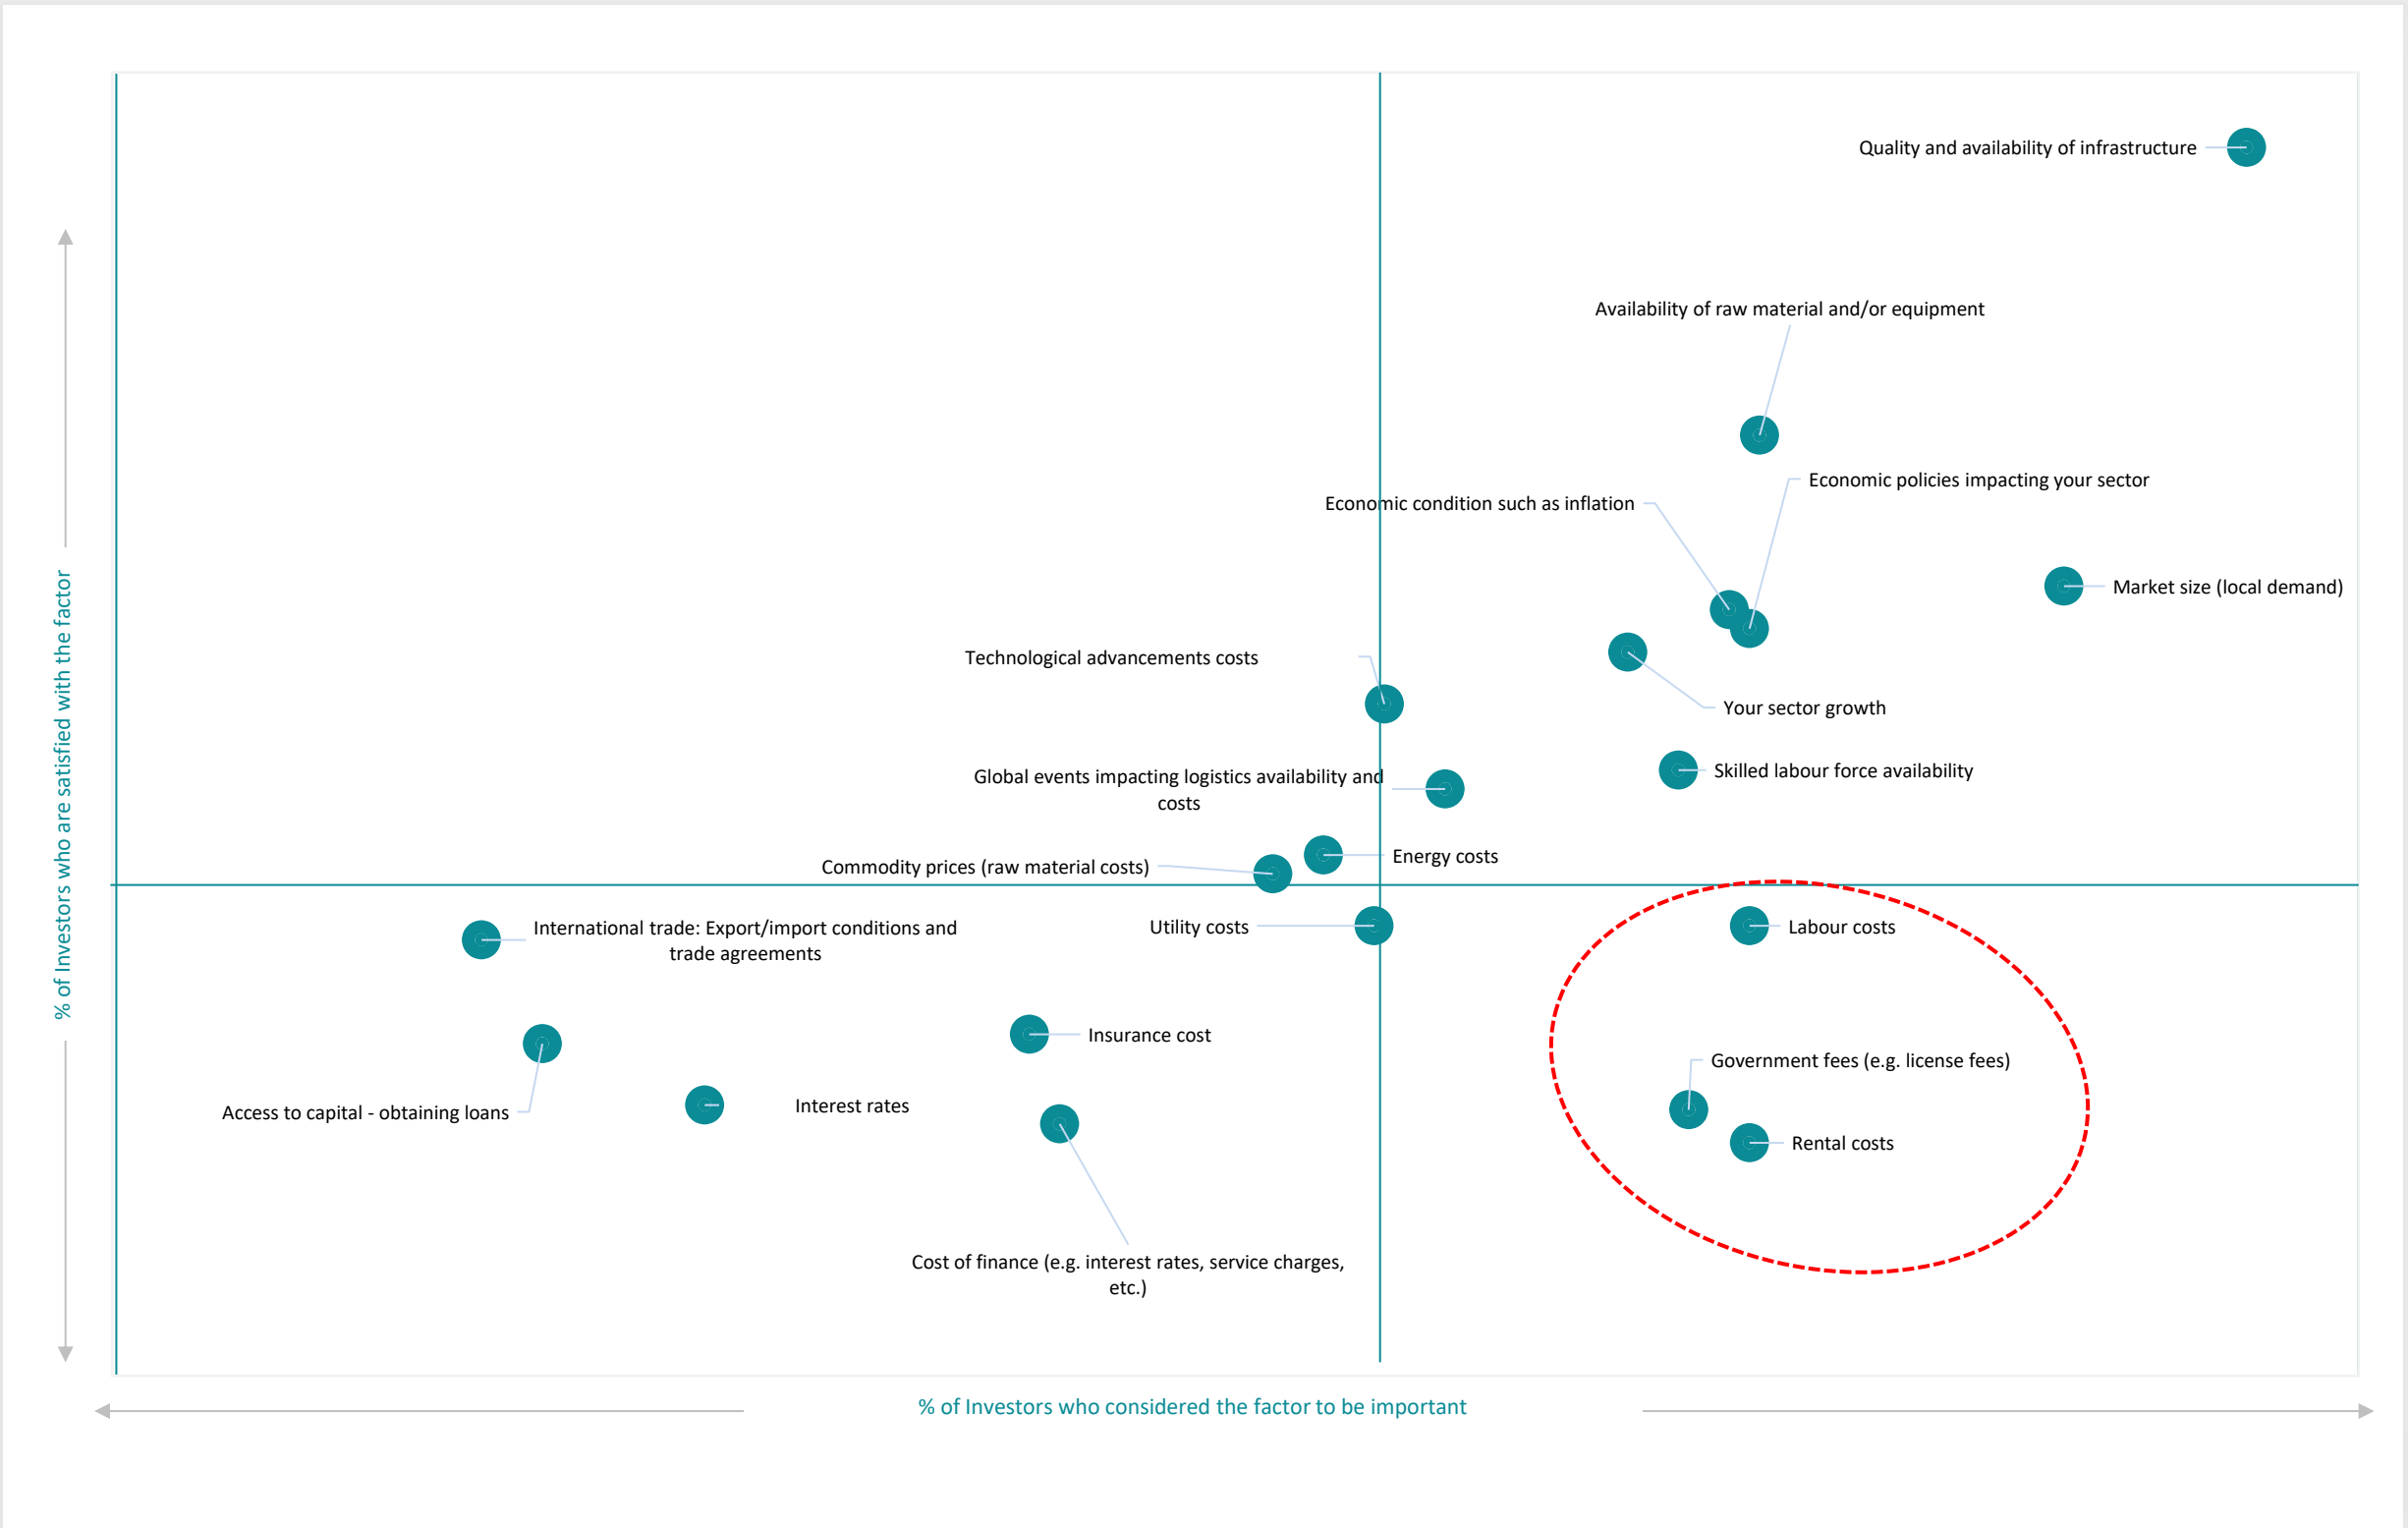 Quality and availability of infrastructure
Availability of raw material and/or equipment
Economic policies impacting your sector
Economic condition such as inflation
Market size (local demand)
Technological advancements costs
Your sector growth
Global events impacting logistics availability and
costs
Skilled labour force availability
Commodity prices (raw material costs)
Energy costs
International trade: Export/import conditions and
trade agreements
Utility costs
Labour costs
Insurance cost
Government fees (e.g. license fees)
Access to capital - obtaining loans
Interest rates
Rental costs
Cost of finance (e.g. interest rates, service charges,
etc.)
% of Investors who are satisfied with the factor
% of Investors who considered the factor to be important